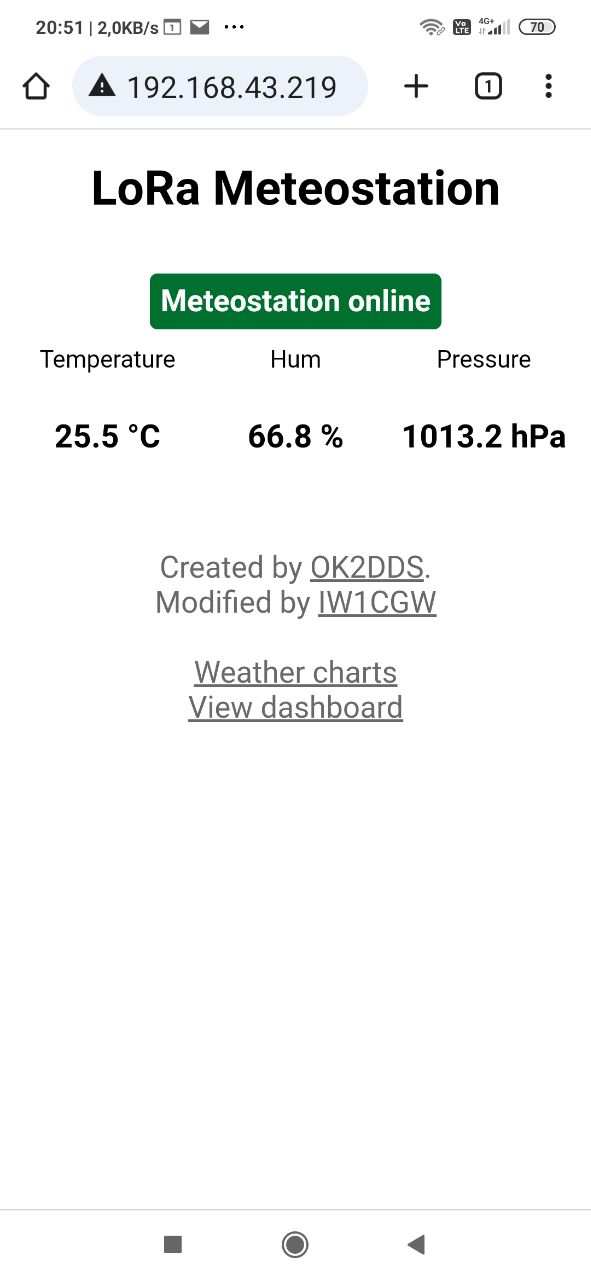 20:51 | 2,0KB/s 1 ...
Vo LTE 4G+ 70
192.168.43.219 1
LoRa Meteostation
Meteostation online
Temperature Hum Pressure
25.5 °C 66.8 % 1013.2 hPa
Created by OK2DDS.
Modified by IW1CGW
Weather charts
View dashboard